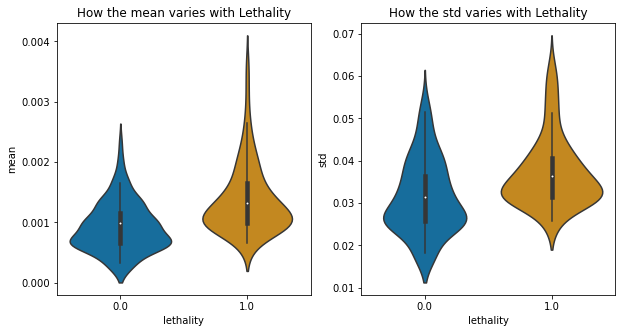 How the mean varies with Lethality
mean
0.004
0.003
0.002
0.001
0.000
0.0
1.0
lethality
How the std varies with Lethality
std
0.07
0.06
0.05
0.04
0.03
0.02
0.01
0.0
1.0
lethality